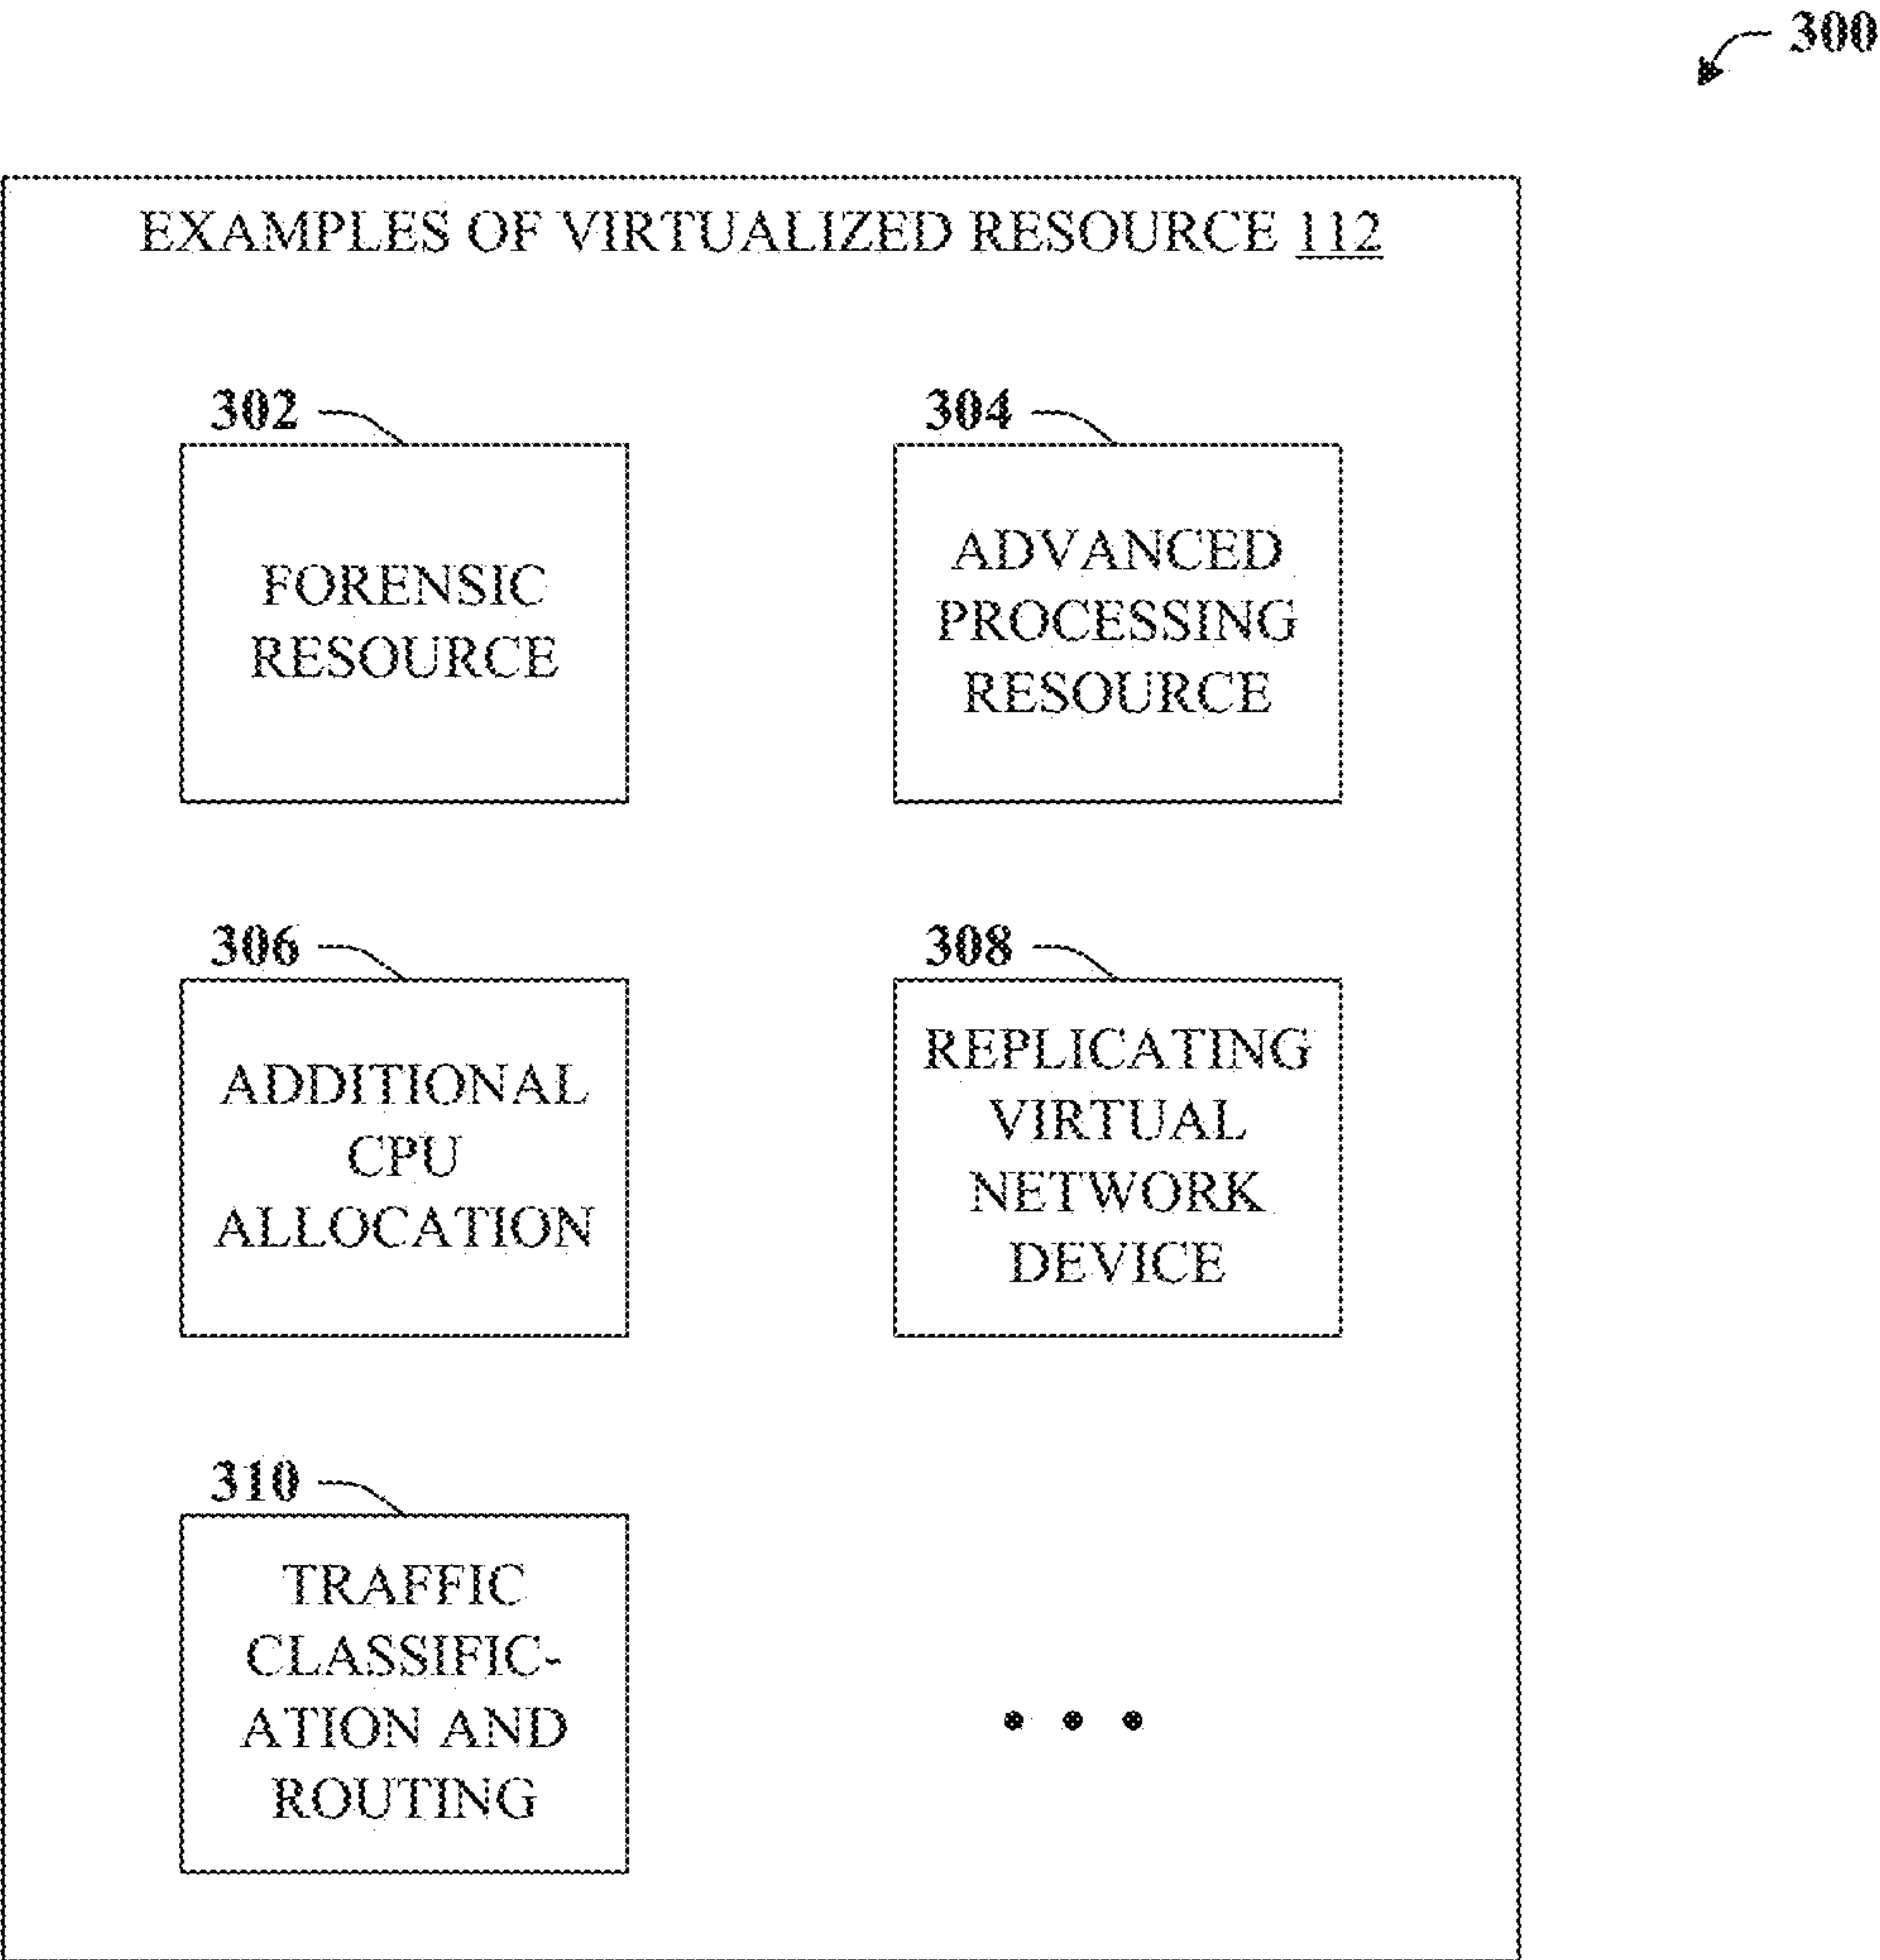 300
EXAMPLES OF VIRTUALIZED RESOURCE 112
302
FORENSIC
RESOURCE
304
ADVANCED
PROCESSING
RESOURCE
306
ADDITIONAL
CPU
ALLOCATION
308
REPLICATING
VIRTUAL
NETWORK
DEVICE
310
TRAFFIC
CLASSIFIC-
ATION AND
ROUTING